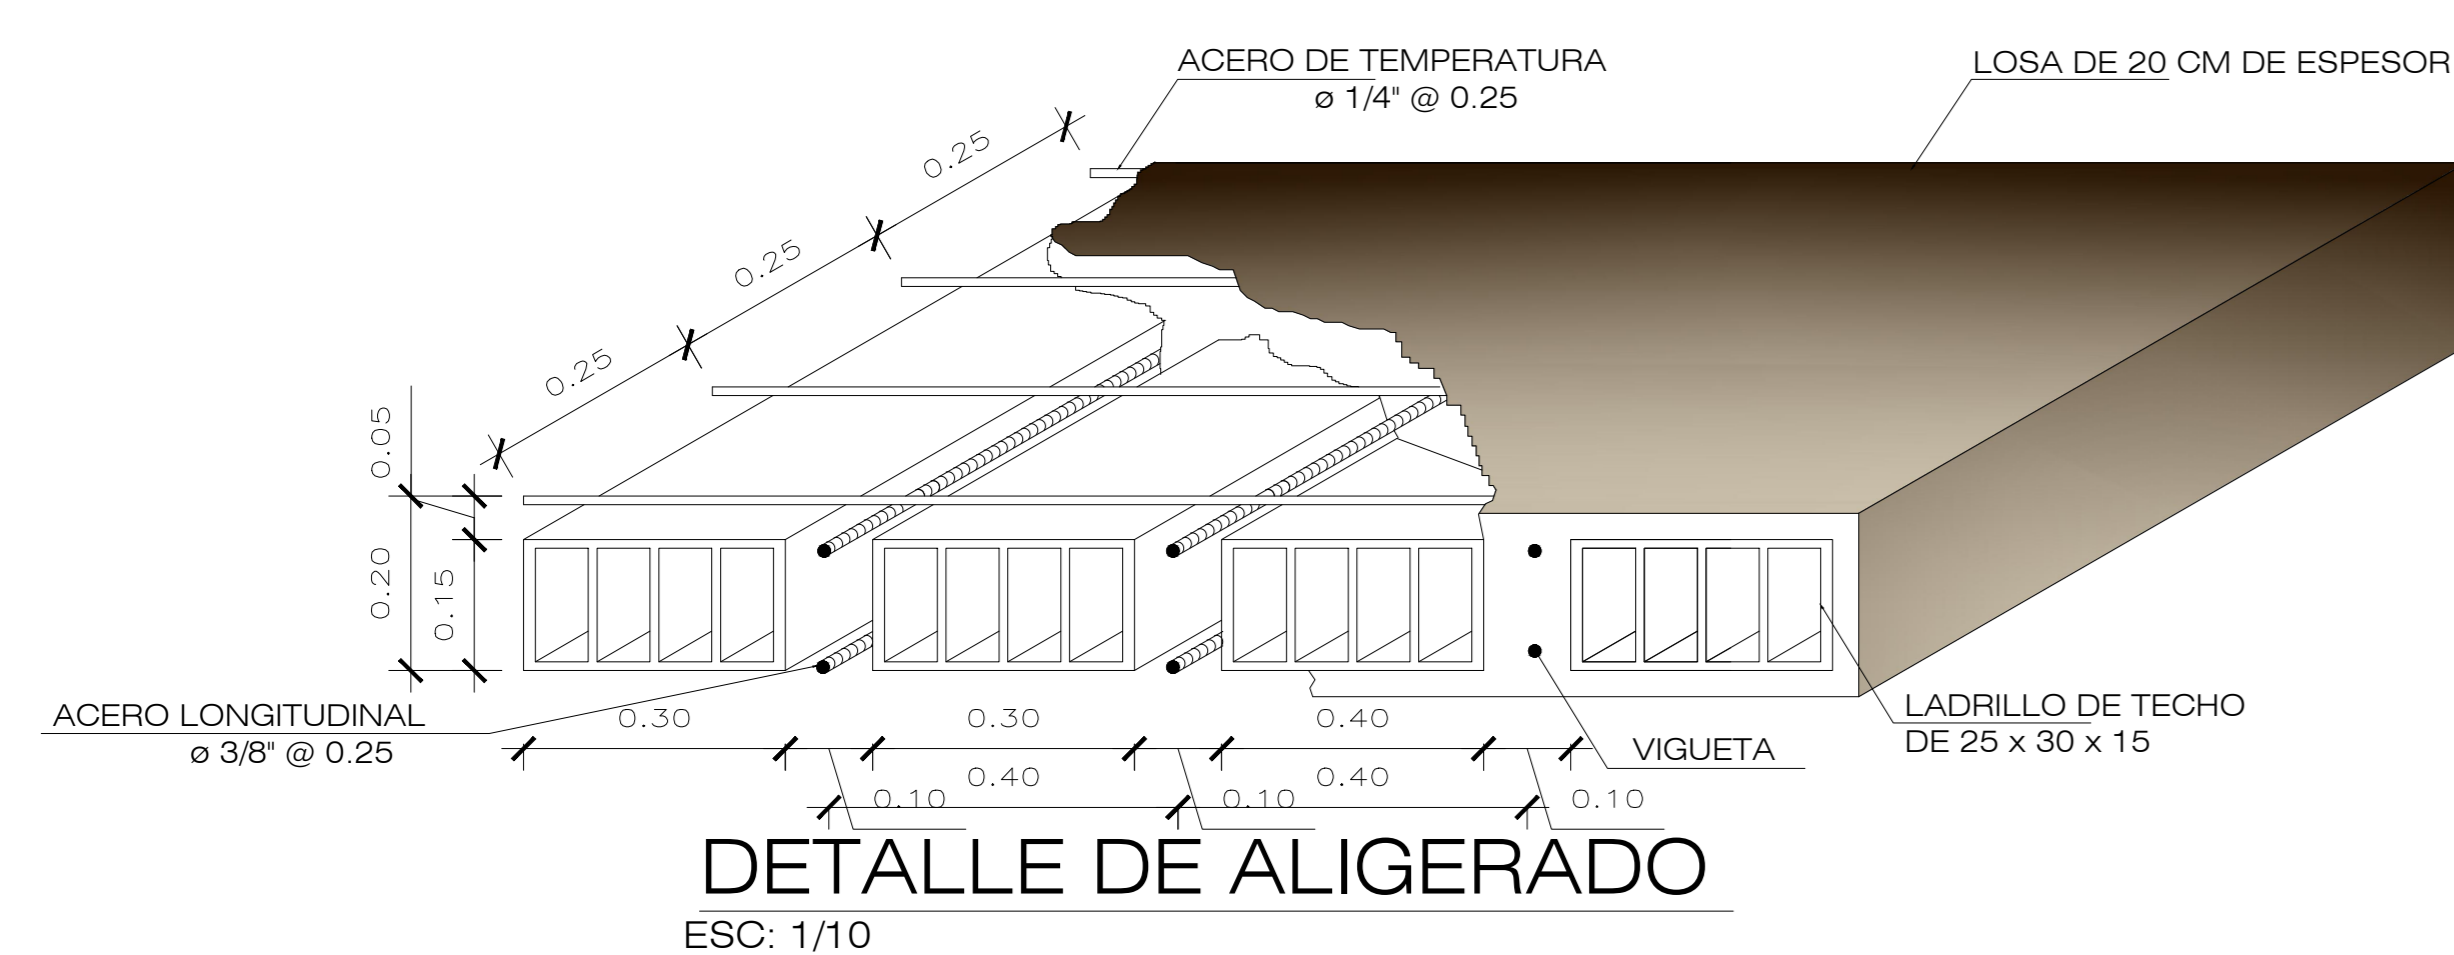 ACERO DE TEMPERATURA
ø 1/4" @ 0.25
LOSA DE 20 CM DE ESPESOR
0.25
0.25
0.25
0.05
0.20
0.15
ACERO LONGITUDINAL
ø 3/8" @ 0.25
0.30
0.30
0.40
LADRILLO DE TECHO
DE 25 x 30 x 15
VIGUETA
0.40
0.40
0.10
0.10
0.10
DETALLE DE ALIGERADO
ESC: 1/10